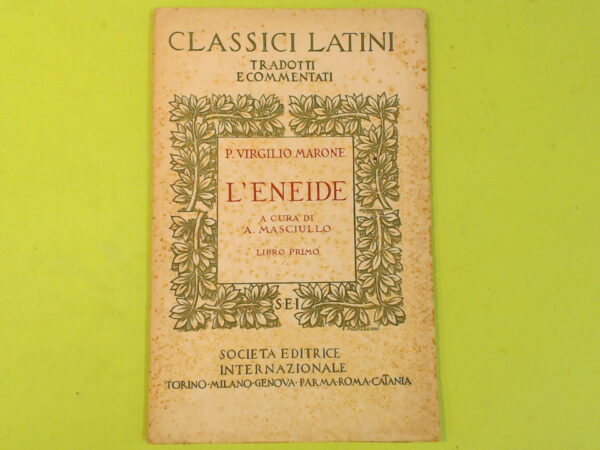 CLASSICI LATINI
TRADOTTI
E COMMENTATI
P. VIRGILIO MARONE
L'ENEIDE
A CURA DI
A. MASCIULLO
LIBRO PRIMO
SEI
SOCIETÀ EDITRICE
INTERNAZIONALE
TORINO·MILANO·GENOVA·PARMA·ROMA·CATANIA